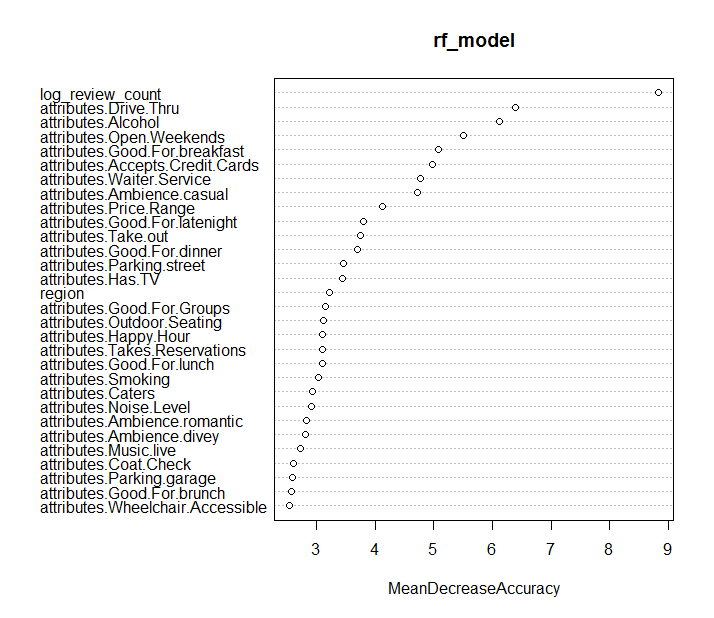 rf_model
log_review_count
attributes.Drive.Thru
attributes.Alcohol
attributes.Open.Weekends
attributes.Good.For.breakfast
attributes.Accepts.Credit.Cards
attributes.Waiter.Service
attributes.Ambience.casual
attributes.Price.Range
attributes.Good.For.latenight
attributes.Take.out
attributes.Good.For.dinner
attributes.Parking.street
attributes.Has.TV
region
attributes.Good.For.Groups
attributes.Outdoor.Seating
attributes.Happy.Hour
attributes.Takes.Reservations
attributes.Good.For.lunch
attributes.Smoking
attributes.Caters
attributes.Noise.Level
attributes.Ambience.romantic
attributes.Ambience.divey
attributes.Music.live
attributes.Coat.Check
attributes.Parking.garage
attributes.Good.For.brunch
attributes.Wheelchair.Accessible
3 4 5 6 7 8 9
MeanDecreaseAccuracy